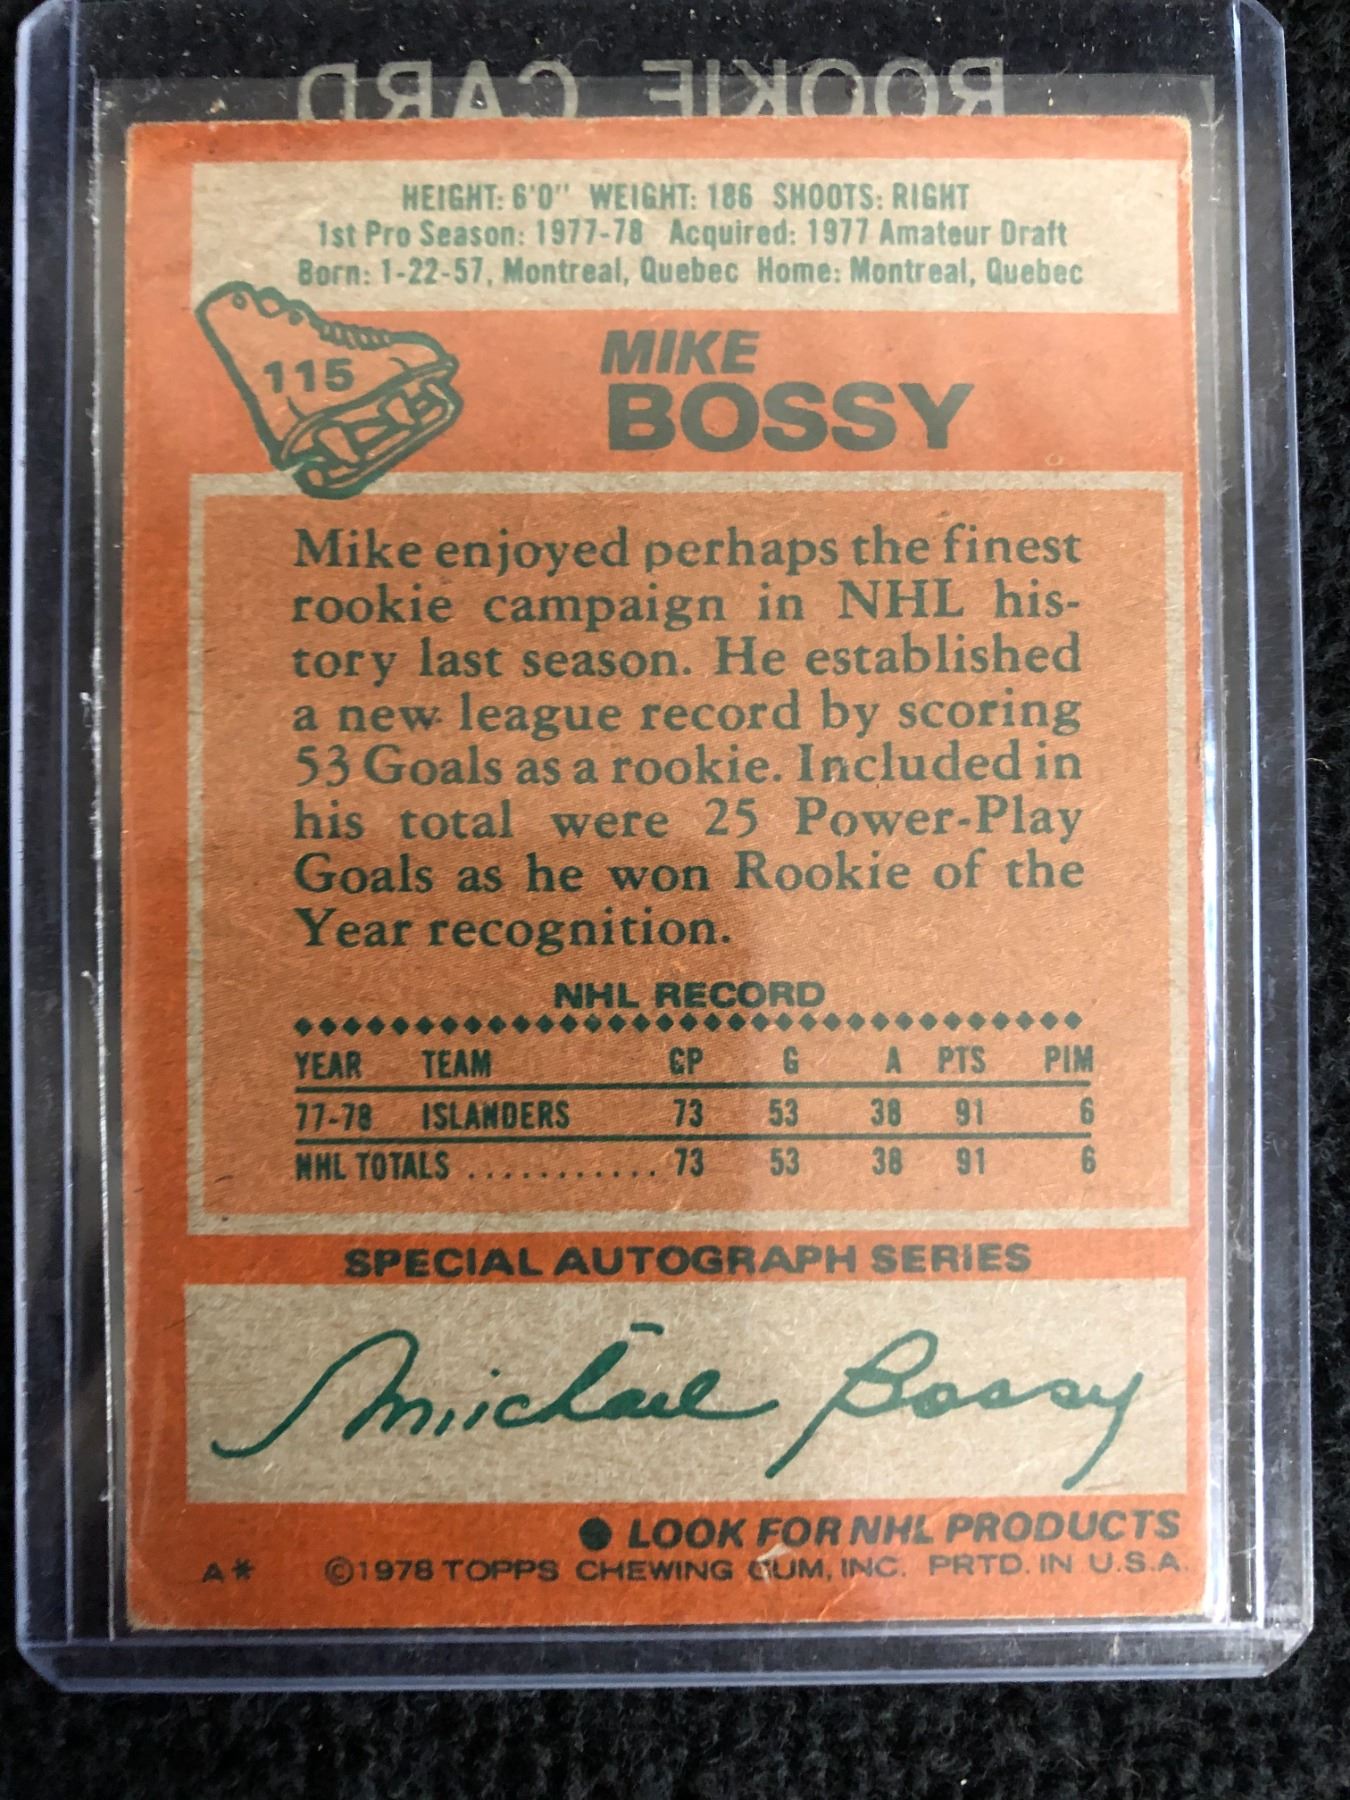 ROOKIE CARD
HEIGHT: 6'0" WEIGHT: 186 SHOOTS: RIGHT
1st Pro Season: 1977-78 Acquired: 1977 Amateur Draft
Born: 1-22-57, Montreal, Quebec Home: Montreal, Quebec
115
MIKE
BOSSY
Mike enjoyed perhaps the finest
rookie campaign in NHL his-
tory last season. He established
a new league record by scoring
53 Goals as a rookie. Included in
his total were 25 Power-Play
Goals as he won Rookie of the
Year recognition.
NHL RECORD
YEAR TEAM GP G A PTS PIM
77-78 ISLANDERS 73 53 38 91 6
NHL TOTALS ........... 73 53 38 91 6
SPECIAL AUTOGRAPH SERIES
Michael Bossy
● LOOK FOR NHL PRODUCTS
A* ©1978 TOPPS CHEWING GUM, INC. PRTD. IN U.S.A.